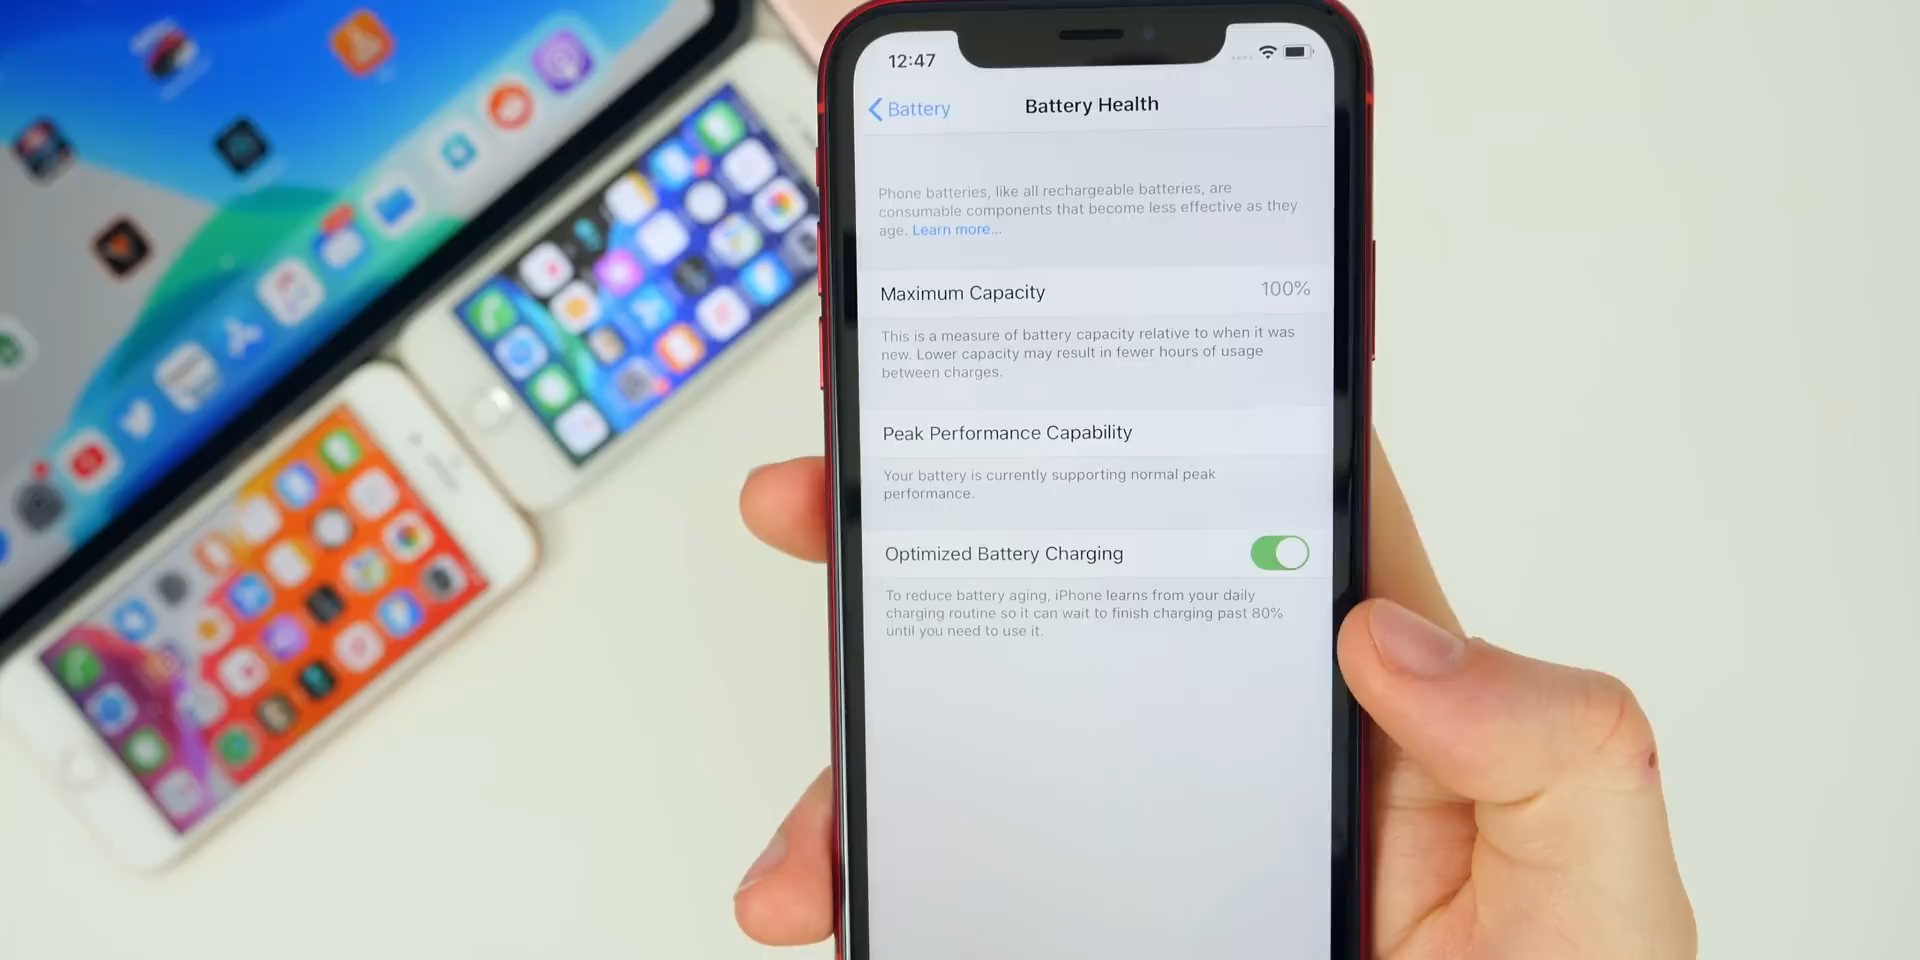 12:47
Battery
Battery Health
Phone batteries, like all rechargeable batteries, are
consumable components that become less effective as they
age. Learn more...
Maximum Capacity 100%
This is a measure of battery capacity relative to when it was
new. Lower capacity may result in fewer hours of usage
between charges.
Peak Performance Capability
Your battery is currently supporting normal peak
performance.
Optimized Battery Charging
To reduce battery aging, iPhone learns from your daily
charging routine so it can wait to finish charging past 80%
until you need to use it.